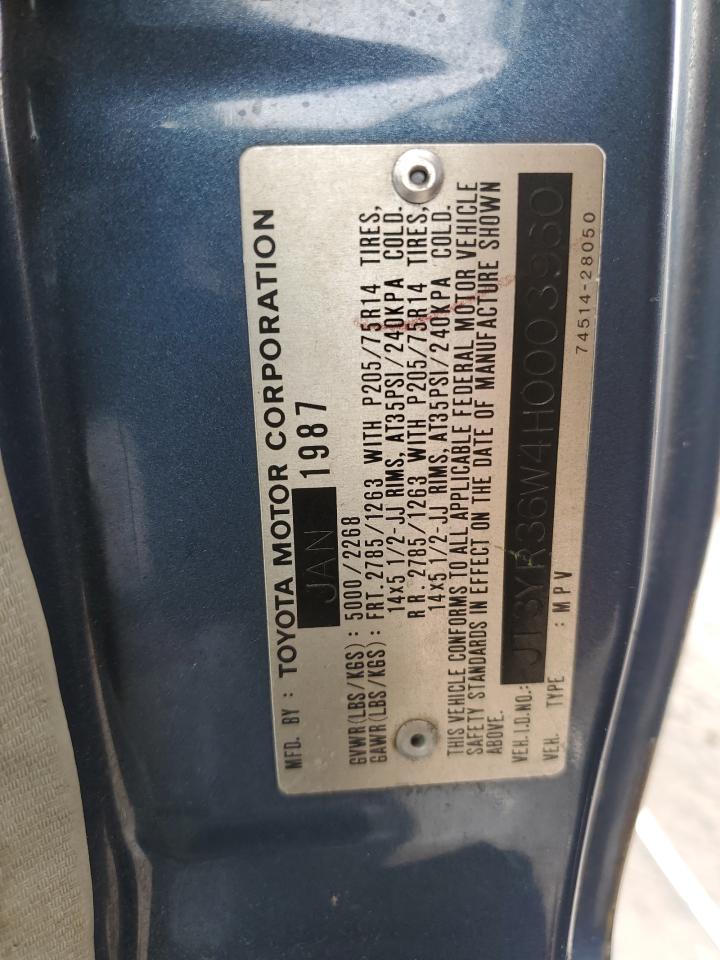 MFD. BY : TOYOTA MOTOR CORPORATION
JAN 1987
GVWR(LBS/KGS): 5000/2268
GAWR(LBS/KGS): FRT. 2785/1263 WITH P205/75R14 TIRES,
14x5 1/2-JJ RIMS, AT35PSI/240KPA COLD.
RR. 2785/1263 WITH P205/75R14 TIRES,
14x5 1/2-JJ RIMS, AT35PSI/240KPA COLD.
THIS VEHICLE CONFORMS TO ALL APPLICABLE FEDERAL MOTOR VEHICLE
SAFETY STANDARDS IN EFFECT ON THE DATE OF MANUFACTURE SHOWN
ABOVE.
VEH.I.D.NO.: JT3YR36W4H0003960
VEH. TYPE : MPV
74514-28050